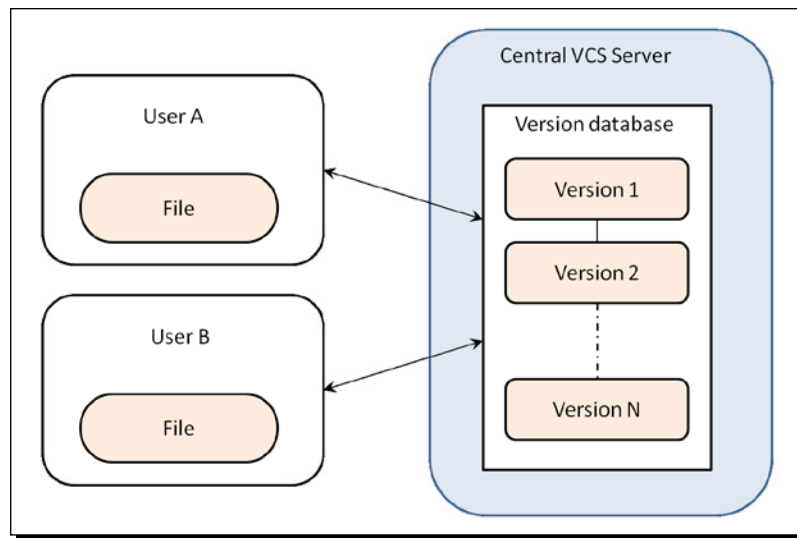 User A
File
User B
File
Central VCS Server
Version database
Version 1
Version 2
Version N